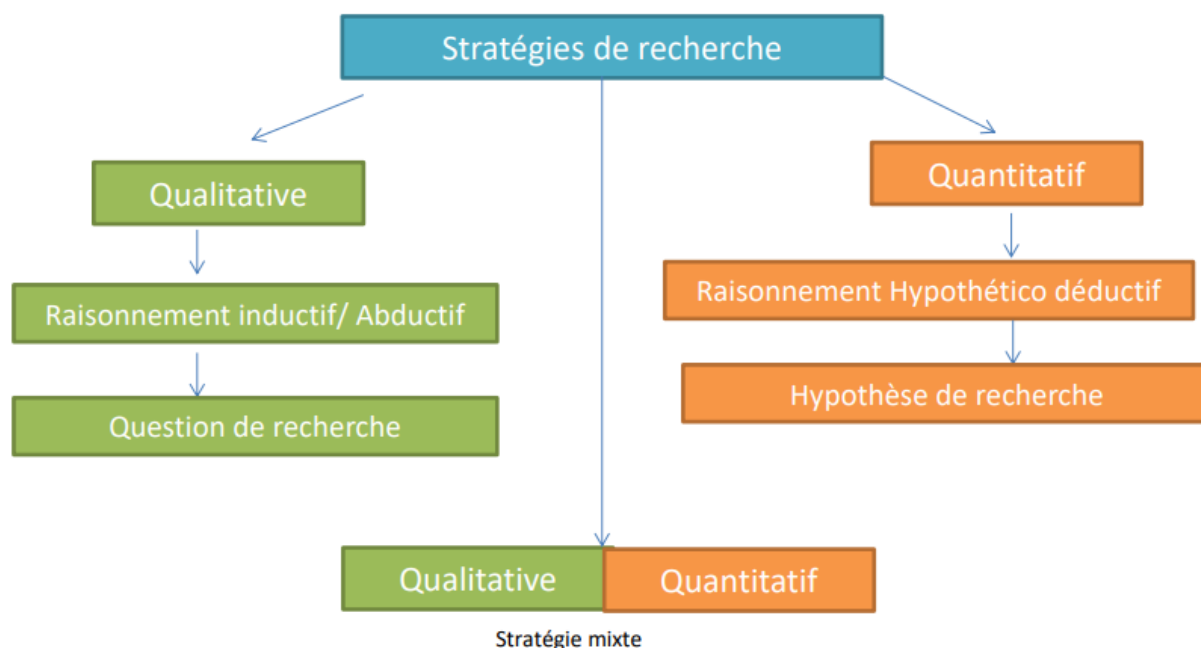 Stratégies de recherche
Qualitative
Quantitatif
Raisonnement inductif/ Abductif
Raisonnement Hypothético déductif
Question de recherche
Hypothèse de recherche
Qualitative
Quantitatif
Stratégie mixte